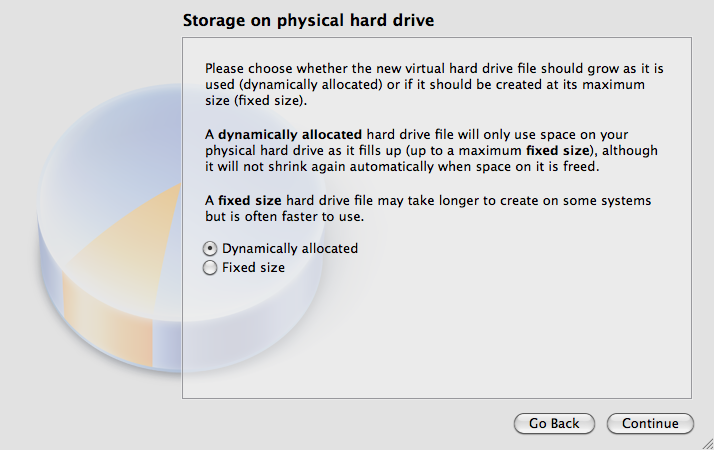 Storage on physical hard drive
Please choose whether the new virtual hard drive file should grow as it is
used (dynamically allocated) or if it should be created at its maximum
size (fixed size).
A dynamically allocated hard drive file will only use space on your
physical hard drive as it fills up (up to a maximum fixed size), although
it will not shrink again automatically when space on it is freed.
A fixed size hard drive file may take longer to create on some systems
but is often faster to use.
Dynamically allocated
Fixed size
Go Back
Continue